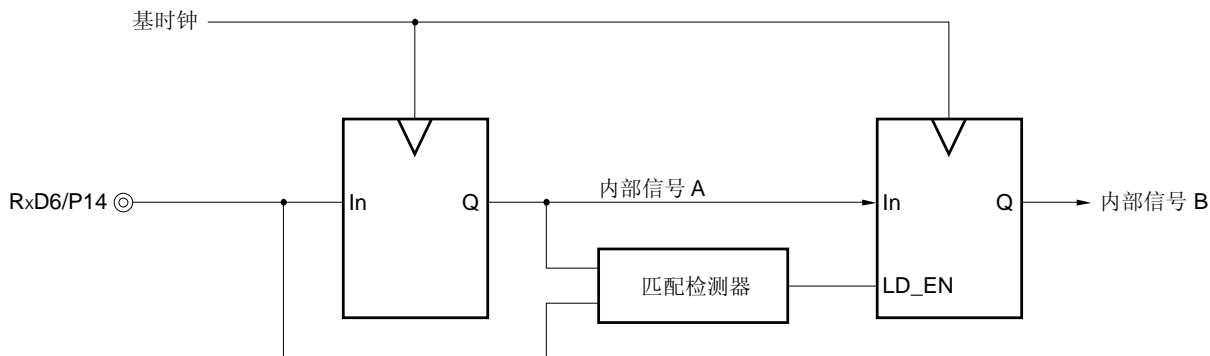 基时钟
RxD6/P14
In
Q
内部信号 A
In
Q
内部信号 B
匹配检测器
LD_EN